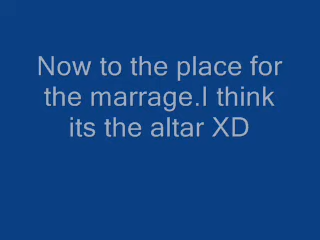 Now to the place for
the marrage.I think
its the altar XD